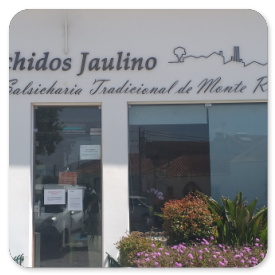 chidos Jaulino
Salsicharia Tradicional de Monte R